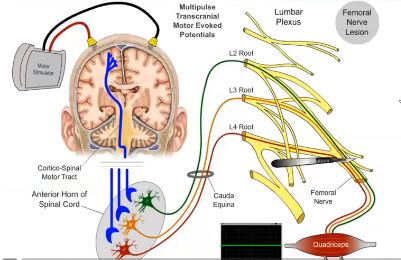 Multipulse
Transcranial
Motor Evoked
Potentials
Lumbar
Plexus
Femoral
Nerve
Lesion
Motor
Stimulator
L2 Root
L3 Root
L4 Root
Cortico-Spinal
Motor Tract
Anterior Horn of
Spinal Cord
Cauda
Equina
Femoral
Nerve
Quadriceps